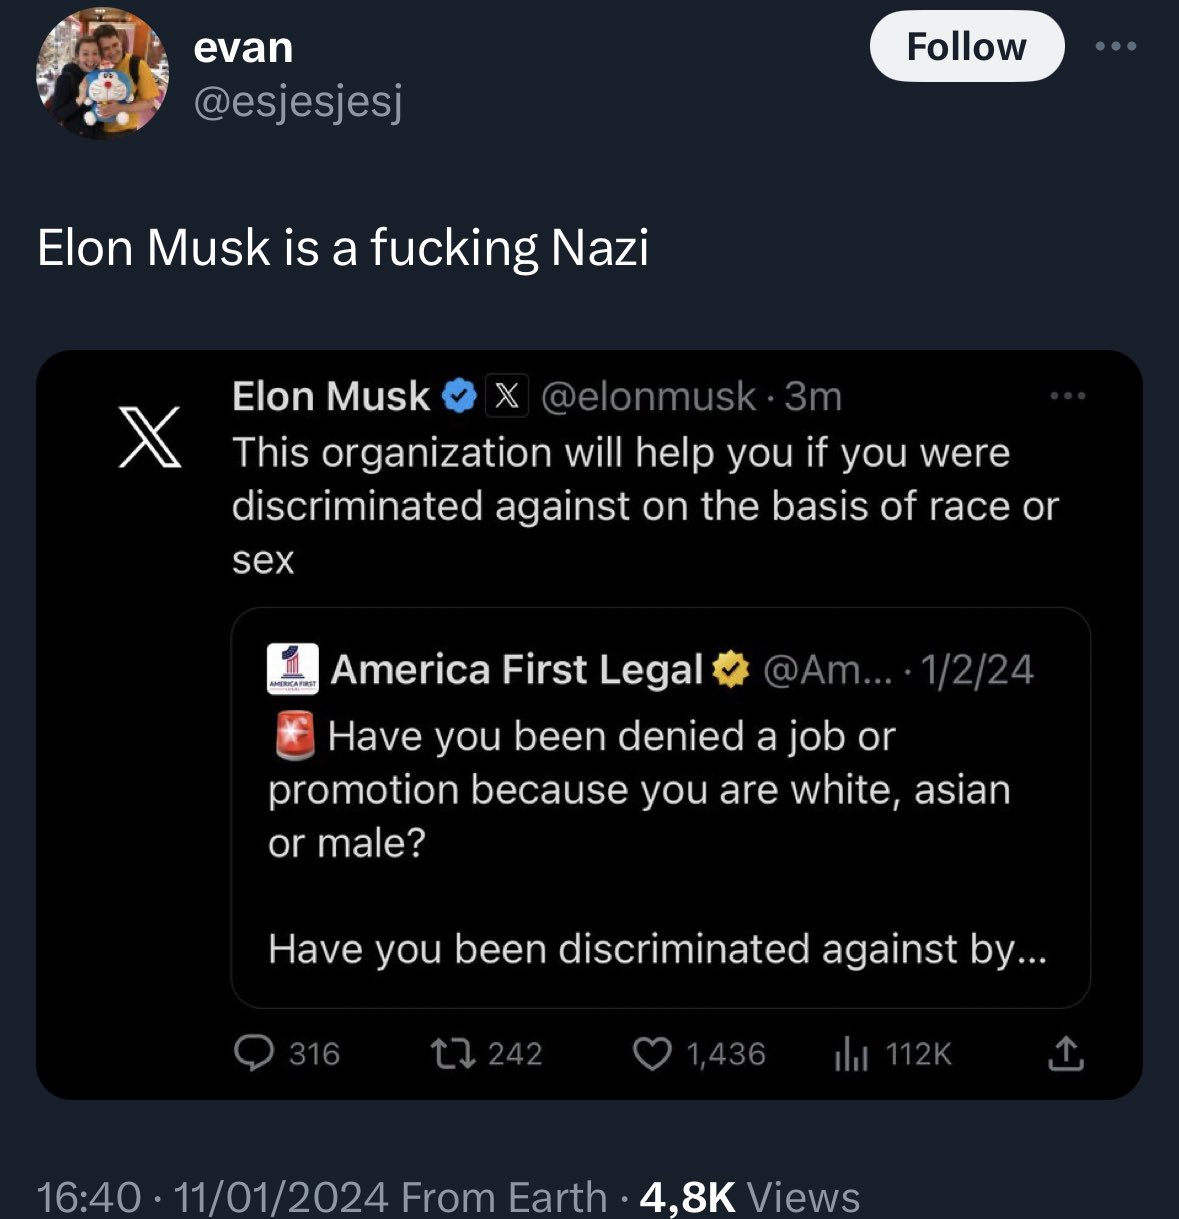 evan
Follow
@esjesjesj
Elon Musk is a fucking Nazi
Elon Musk X @elonmusk · 3m
This organization will help you if you were
discriminated against on the basis of race or
sex
AMERICA FIRST
America First Legal @Am... · 1/2/24
🚨 Have you been denied a job or
promotion because you are white, asian
or male?
Have you been discriminated against by...
316 242 1,436 112K
16:40 · 11/01/2024 From Earth · 4,8K Views